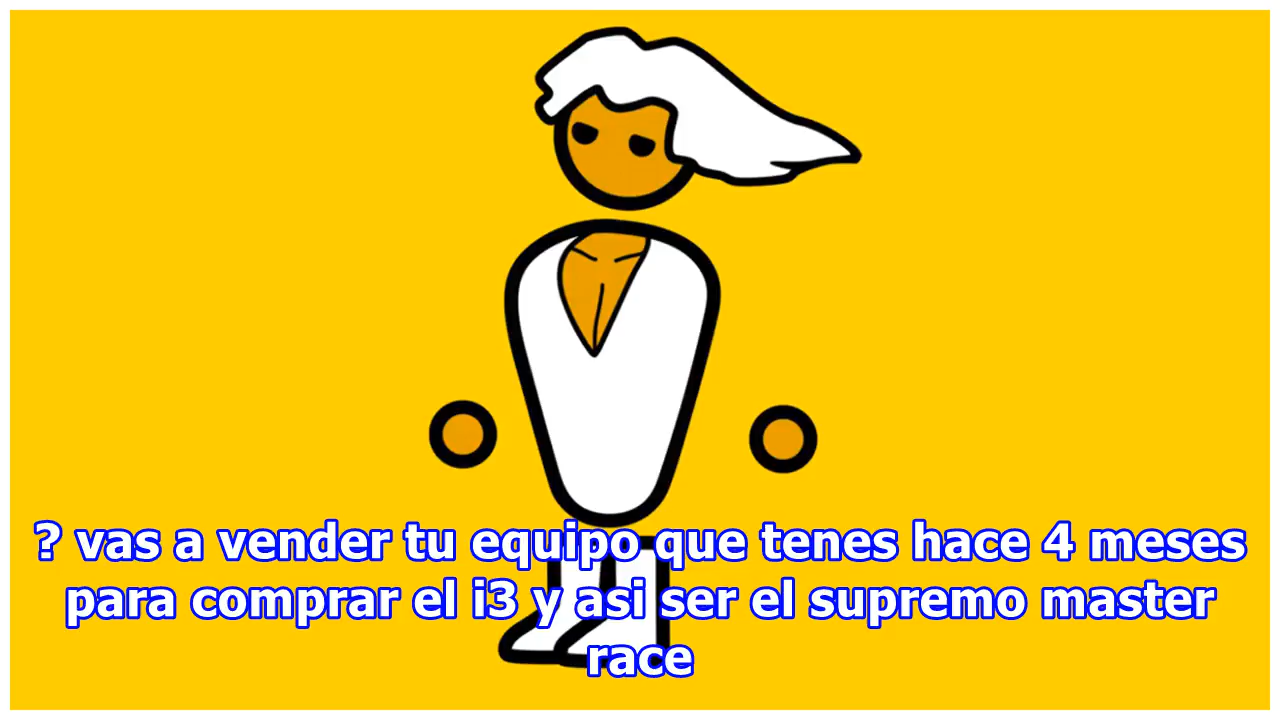 ? vas a vender tu equipo que tenes hace 4 meses
para comprar el i3 y asi ser el supremo master
race